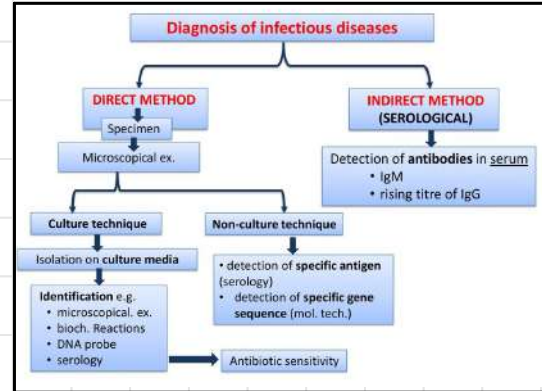 Diagnosis of infectious diseases
DIRECT METHOD
Specimen
Microscopical ex.
INDIRECT METHOD
(SEROLOGICAL)
Detection of antibodies in serum
• IgM
• rising titre of IgG
Culture technique
Isolation on culture media
Identification e.g.
• microscopical. ex.
• bioch. Reactions
• DNA probe
• serology
Antibiotic sensitivity
Non-culture technique
• detection of specific antigen
(serology)
• detection of specific gene
sequence (mol. tech.)